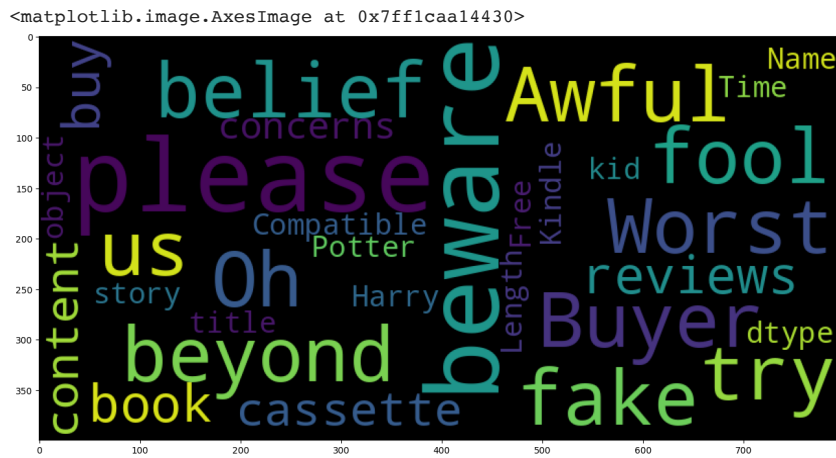 <matplotlib.image.AxesImage at 0x7ff1caa14430>
0
50
100
150
200
250
300
350
buy
belief
beware
Awful
Name
Time
concerns
object
please
Free
Kindle
kid
fool
Compatible
Potter
us
Oh
Worst
content
story
Harry
Length
reviews
title
Buyer
dtype
beyond
try
book
cassette
fake
0 100 200 300 400 500 600 700